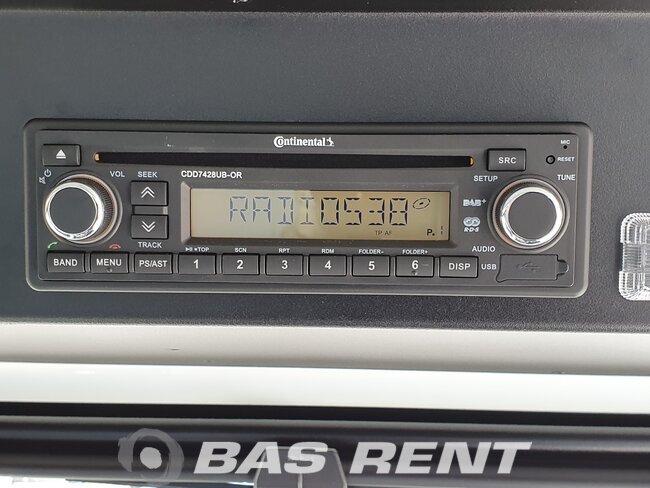 Continental
MIC
VOL SEEK CDD7428UB-OR SRC RESET
SETUP TUNE
RADIO538
DAB+
TP AF P. 1
R·D·S
TRACK AUDIO
*TOP SCN RPT RDM FOLDER- FOLDER+
BAND MENU PS/AST 1 2 3 4 5 6 DISP USB
BAS RENT